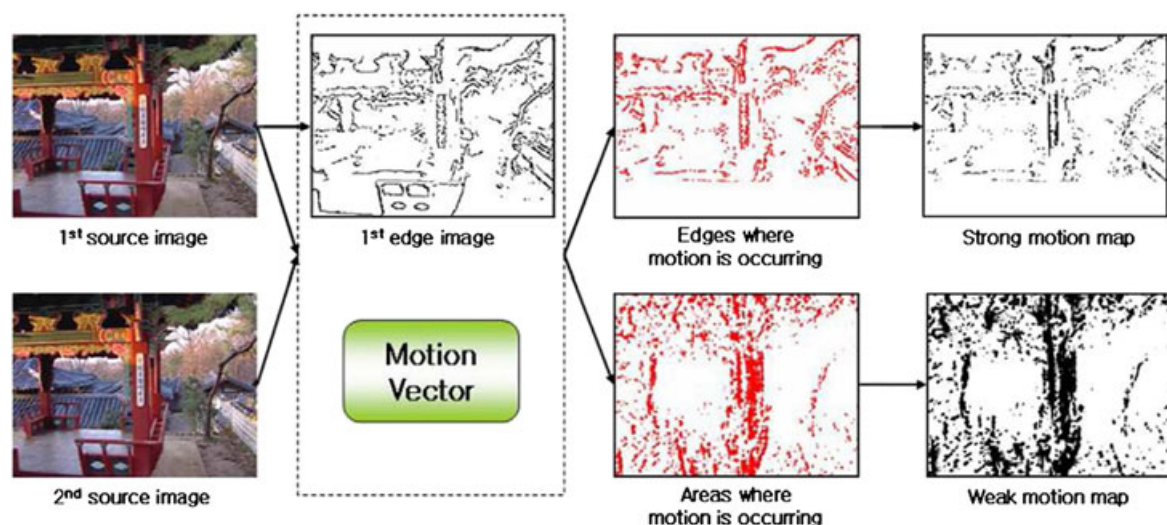 1st source image
1st edge image
Edges where
motion is occurring
Strong motion map
Motion
Vector
2nd source image
Areas where
motion is occurring
Weak motion map